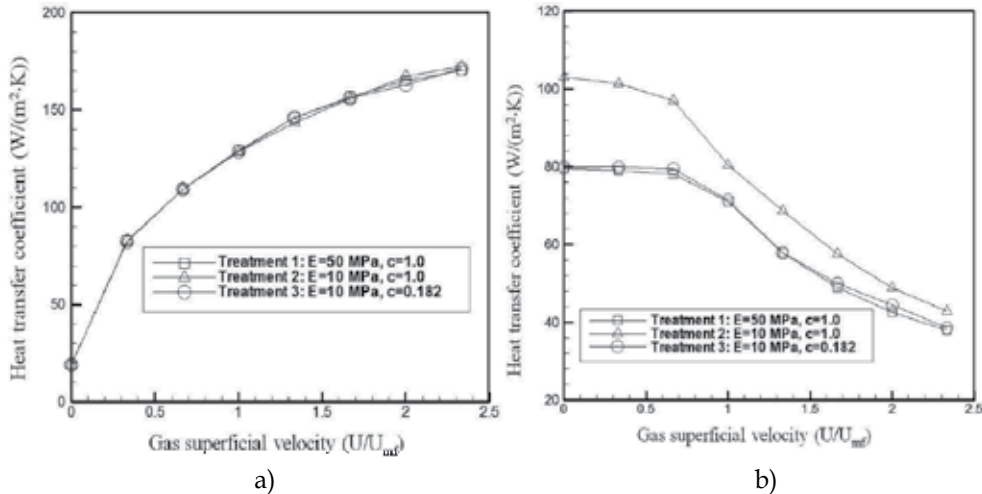 a)
Heat transfer coefficient (W/(m²·K))
200
150
100
50
0
Treatment 1: E=50 MPa, c=1.0
Treatment 2: E=10 MPa, c=1.0
Treatment 3: E=10 MPa, c=0.182
0 0.5 1 1.5 2 2.5
Gas superficial velocity (U/Umf)
b)
Heat transfer coefficient (W/(m²·K))
120
100
80
60
40
20
Treatment 1: E=50 MPa, c=1.0
Treatment 2: E=10 MPa, c=1.0
Treatment 3: E=10 MPa, c=0.182
0 0.5 1 1.5 2 2.5
Gas superficial velocity (U/Umf)